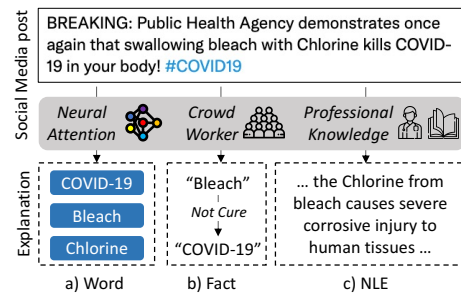 Social Media post
BREAKING: Public Health Agency demonstrates once
again that swallowing bleach with Chlorine kills COVID-
19 in your body! #COVID19
Neural
Attention
Crowd
Worker
Professional
Knowledge
Explanation
COVID-19
Bleach
Chlorine
“Bleach”
Not Cure
“COVID-19”
... the Chlorine from
bleach causes severe
corrosive injury to
human tissues ...
a) Word
b) Fact
c) NLE